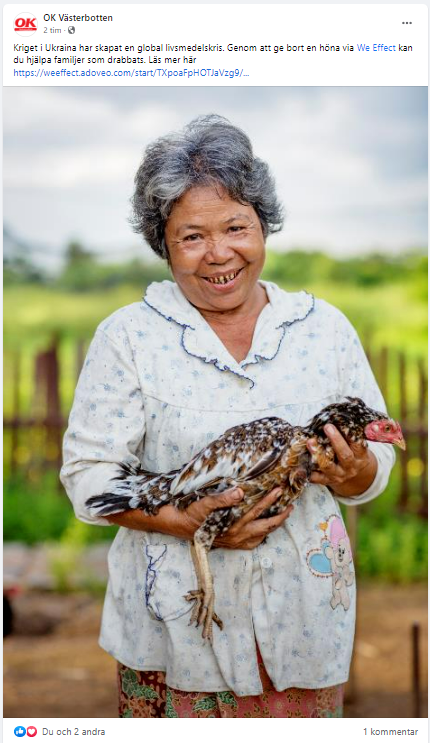 OK
OK Västerbotten
2 tim ·
Kriget i Ukraina har skapat en global livsmedelskris. Genom att ge bort en höna via We Effect kan
du hjälpa familjer som drabbats. Läs mer här
https://weeffect.adoveo.com/start/TXpoaFpHOTJaVzg9/...
Du och 2 andra
1 kommentar